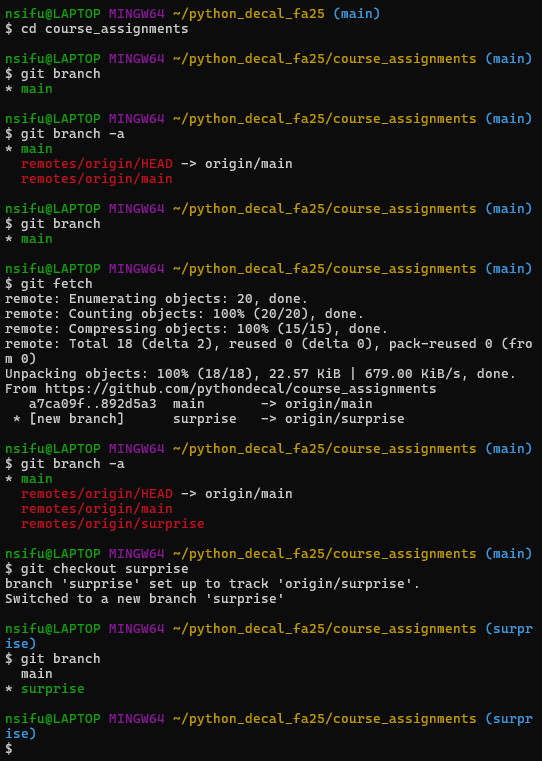 nsifu@LAPTOP MINGW64 ~/python_decal_fa25 (main)
$ cd course_assignments
nsifu@LAPTOP MINGW64 ~/python_decal_fa25/course_assignments (main)
$ git branch
* main
nsifu@LAPTOP MINGW64 ~/python_decal_fa25/course_assignments (main)
$ git branch -a
* main
  remotes/origin/HEAD -> origin/main
  remotes/origin/main
nsifu@LAPTOP MINGW64 ~/python_decal_fa25/course_assignments (main)
$ git branch
* main
nsifu@LAPTOP MINGW64 ~/python_decal_fa25/course_assignments (main)
$ git fetch
remote: Enumerating objects: 20, done.
remote: Counting objects: 100% (20/20), done.
remote: Compressing objects: 100% (15/15), done.
remote: Total 18 (delta 2), reused 0 (delta 0), pack-reused 0 (fro
m 0)
Unpacking objects: 100% (18/18), 22.57 KiB | 679.00 KiB/s, done.
From https://github.com/pythondecal/course_assignments
   a7ca09f..892d5a3  main       -> origin/main
 * [new branch]      surprise   -> origin/surprise
nsifu@LAPTOP MINGW64 ~/python_decal_fa25/course_assignments (main)
$ git branch -a
* main
  remotes/origin/HEAD -> origin/main
  remotes/origin/main
  remotes/origin/surprise
nsifu@LAPTOP MINGW64 ~/python_decal_fa25/course_assignments (main)
$ git checkout surprise
branch 'surprise' set up to track 'origin/surprise'.
Switched to a new branch 'surprise'
nsifu@LAPTOP MINGW64 ~/python_decal_fa25/course_assignments (surpr
ise)
$ git branch
  main
* surprise
nsifu@LAPTOP MINGW64 ~/python_decal_fa25/course_assignments (surpr
ise)
$